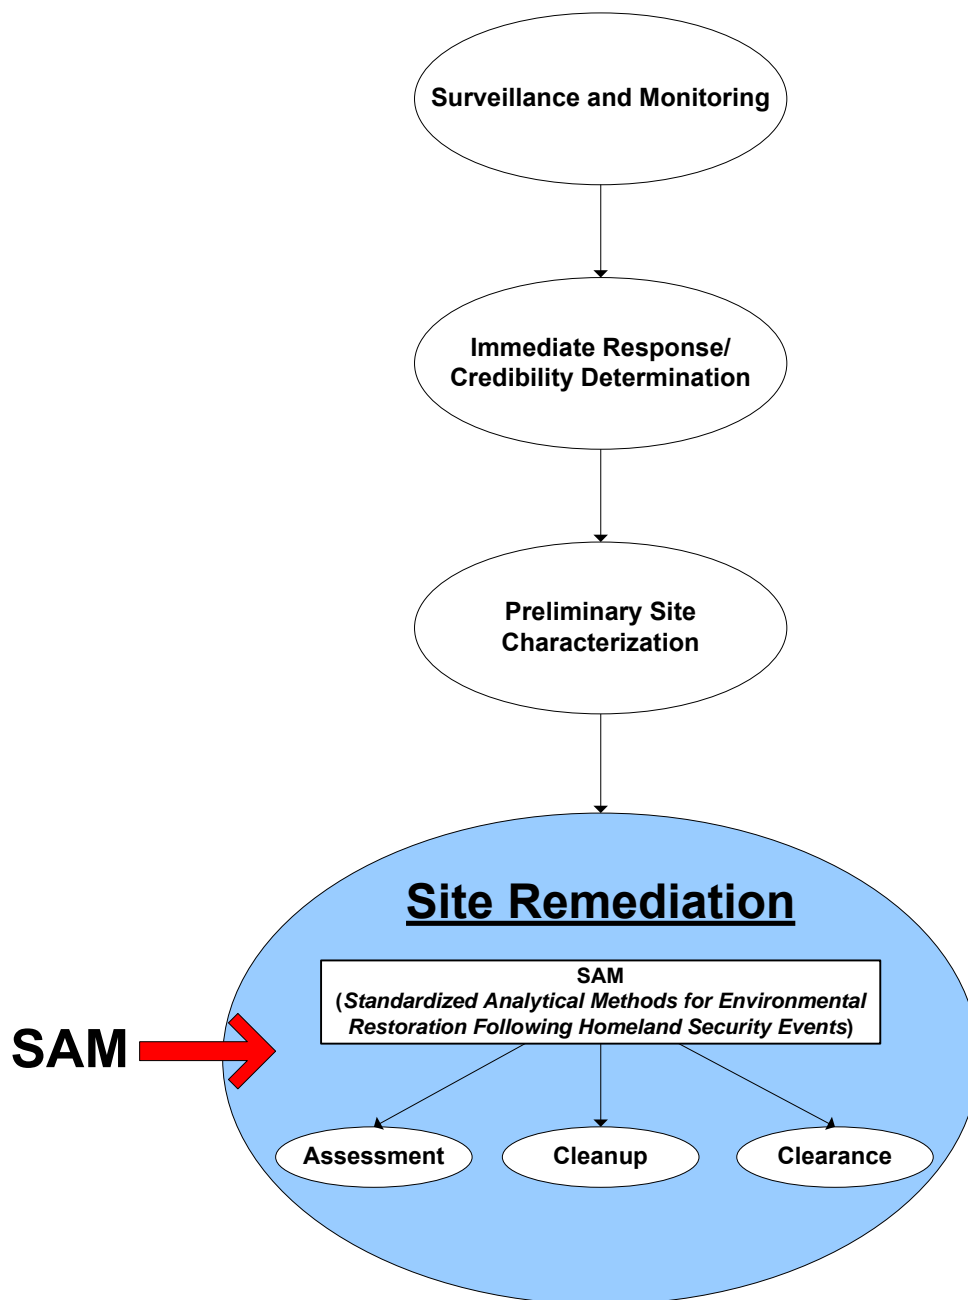 Surveillance and Monitoring
Immediate Response/
Credibility Determination
Preliminary Site
Characterization
Site Remediation
SAM
(Standardized Analytical Methods for Environmental
Restoration Following Homeland Security Events)
SAM
Assessment
Cleanup
Clearance